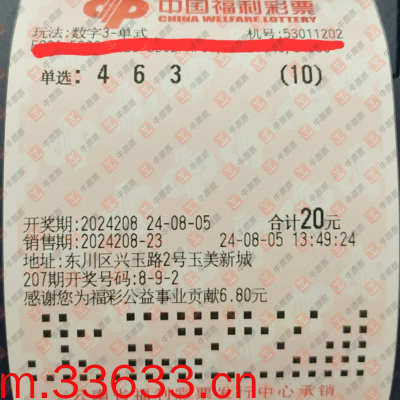 中国福利彩票
CHINA WELFARE LOTTERY
玩法:数字3-单式 机号:53011202
单选: 4 6 3 (10)
开奖期:2024208 24-08-05 合计20元
销售期:2024208-23 24-08-05 13:49:24
地址:东川区兴玉路2号玉美新城
207期开奖号码:8-9-2
感谢您为福彩公益事业贡献6.80元
m.33633.cn
中心承销